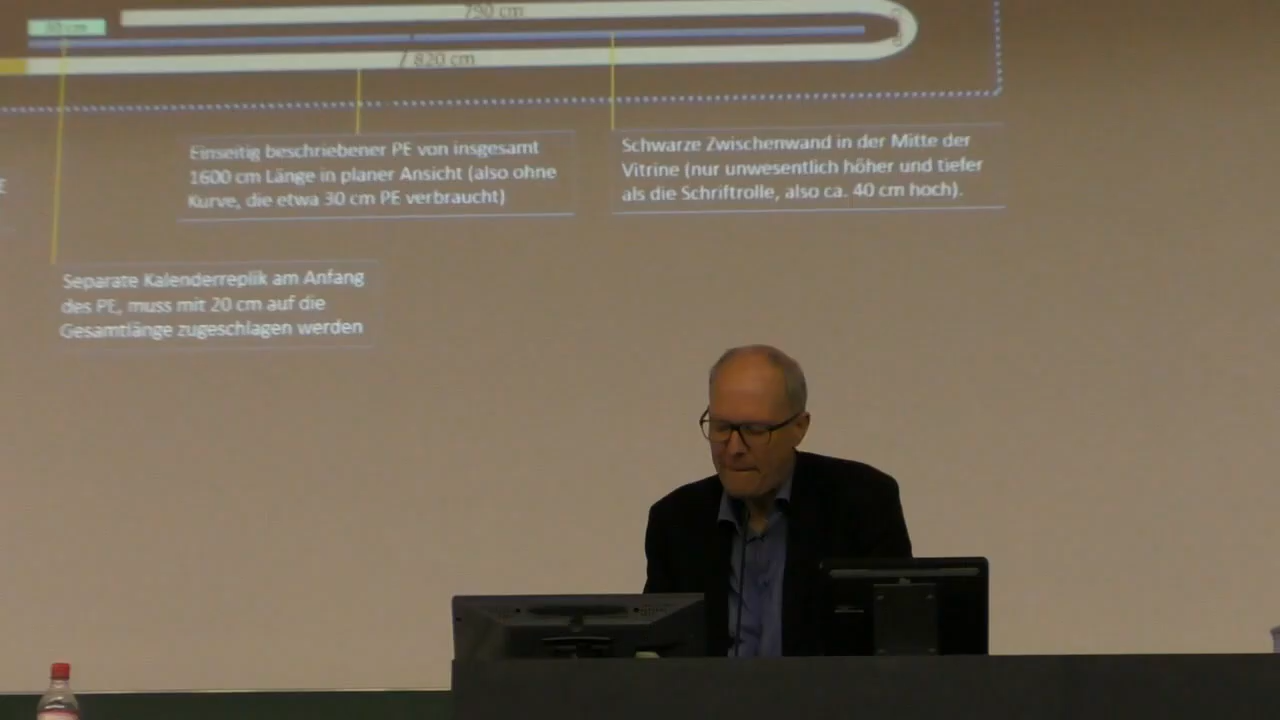 790 cm
/ 820 cm
E
Einseitig beschriebener PE von insgesamt
1600 cm Länge in planer Ansicht (also ohne
Kurve, die etwa 30 cm PE verbraucht)
Schwarze Zwischenwand in der Mitte der
Vitrine (nur unwesentlich höher und tiefer
als die Schriftrolle, also ca. 40 cm hoch).
Separate Kalenderreplik am Anfang
des PE, muss mit 20 cm auf die
Gesamtlänge zugeschlagen werden